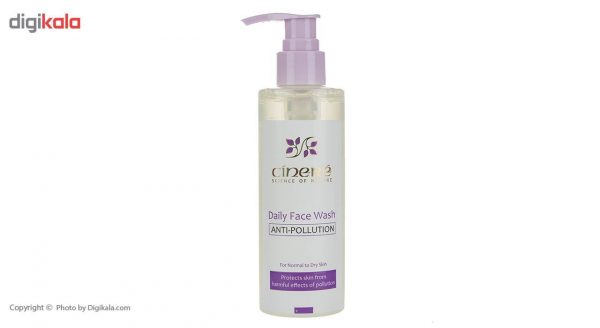 digikala
cineré
SCIENCE OF NATURE
Daily Face Wash
ANTI-POLLUTION
For Normal to Dry Skin
Protects skin from
harmful effects of pollution
Copyright © Photo by Digikala.com